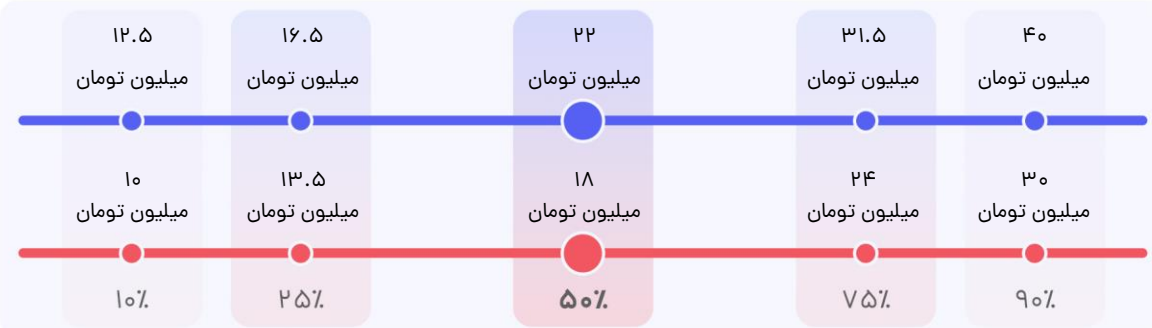 ۱۲.۵ ۱۶.۵ ۲۲ ۳۱.۵ ۴۰
میلیون تومان میلیون تومان میلیون تومان میلیون تومان میلیون تومان
۱۰ ۱۳.۵ ۱۸ ۲۴ ۳۰
میلیون تومان میلیون تومان میلیون تومان میلیون تومان میلیون تومان
۱۰٪ ۲۵٪ ۵۰٪ ۷۵٪ ۹۰٪